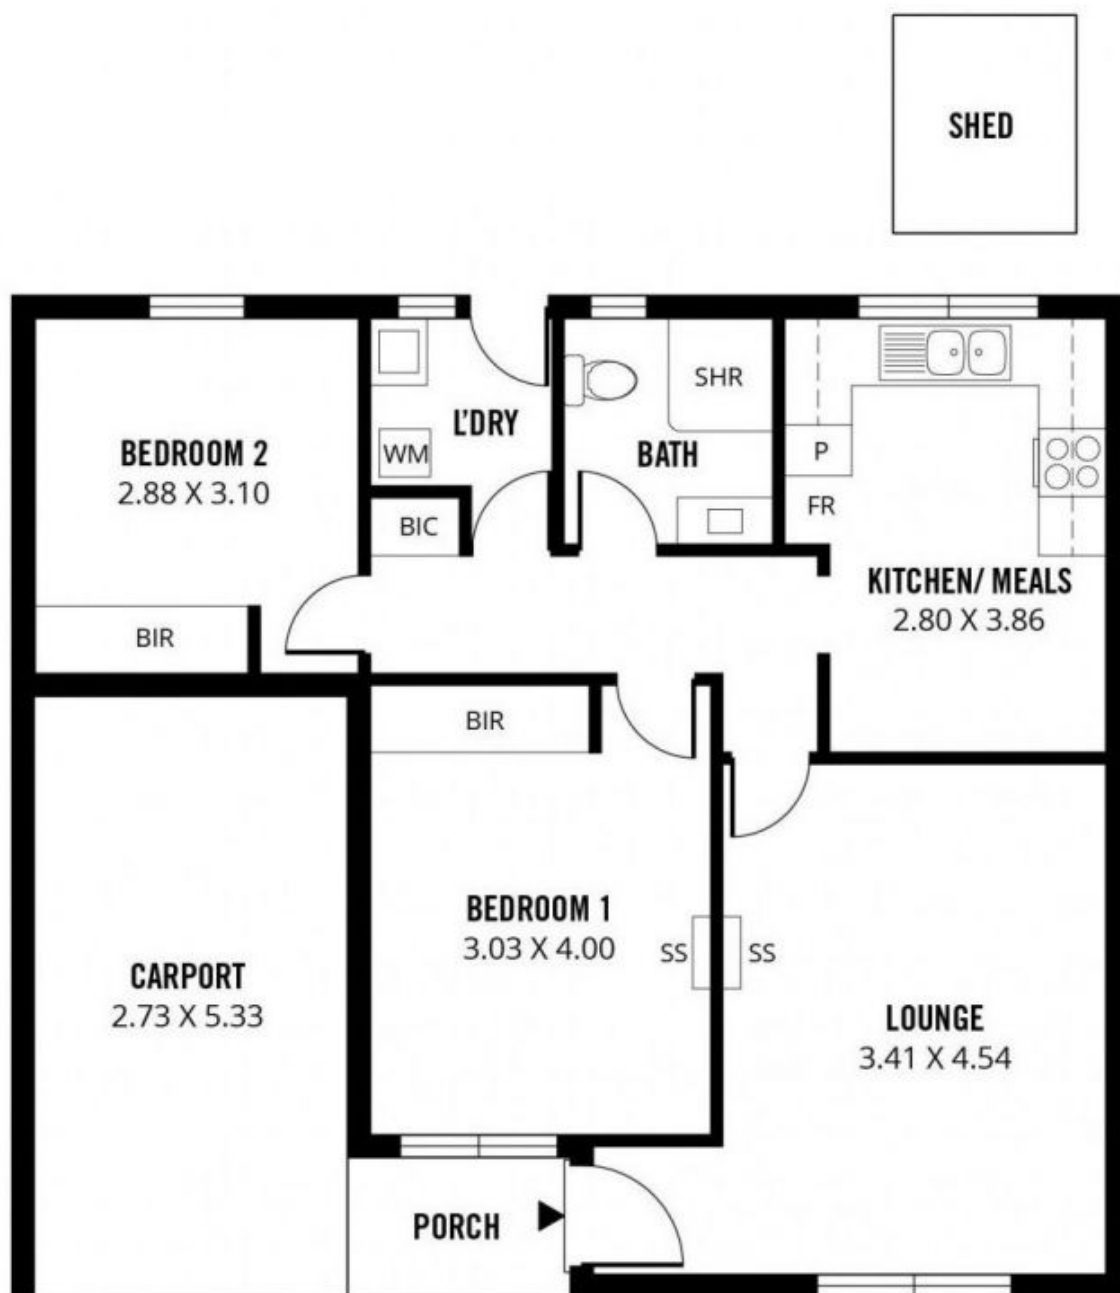 SHED
SHR
L'DRY
BEDROOM 2
2.88 X 3.10
WM
BATH
P
FR
BIC
KITCHEN/ MEALS
2.80 X 3.86
BIR
BIR
BEDROOM 1
3.03 X 4.00
SS
SS
CARPORT
2.73 X 5.33
LOUNGE
3.41 X 4.54
PORCH